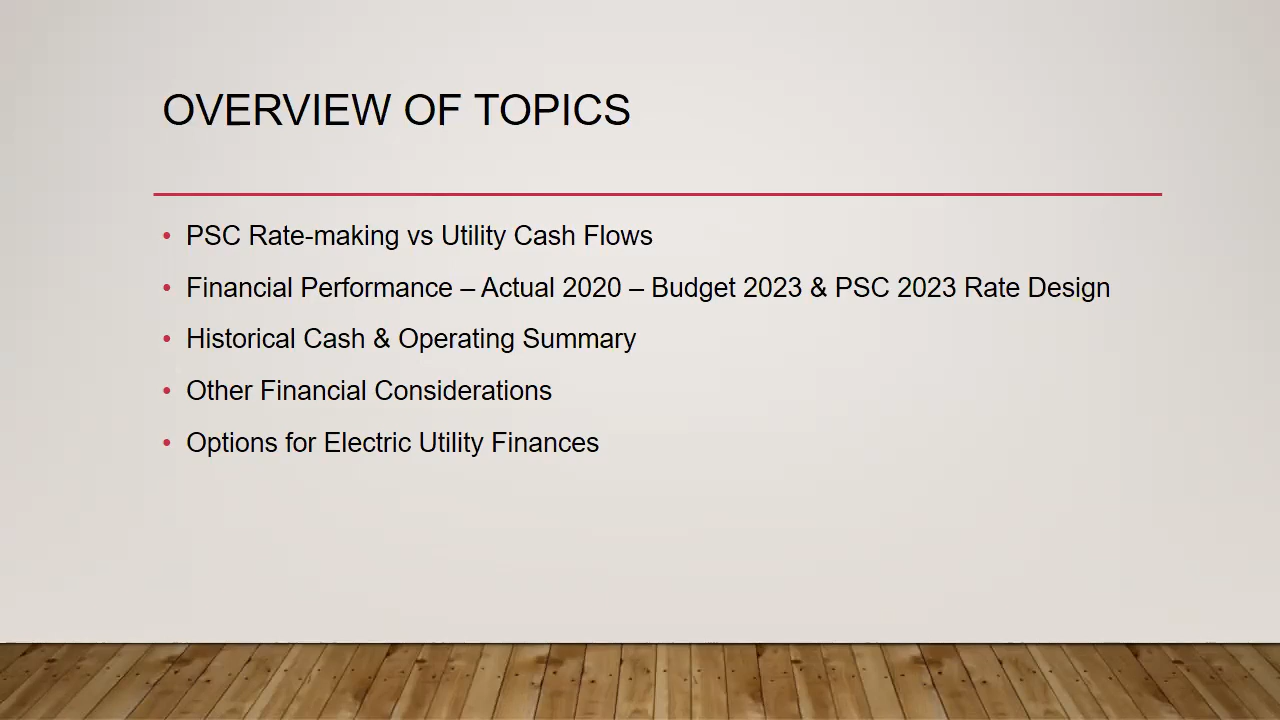 OVERVIEW OF TOPICS
• PSC Rate-making vs Utility Cash Flows
• Financial Performance – Actual 2020 – Budget 2023 & PSC 2023 Rate Design
• Historical Cash & Operating Summary
• Other Financial Considerations
• Options for Electric Utility Finances